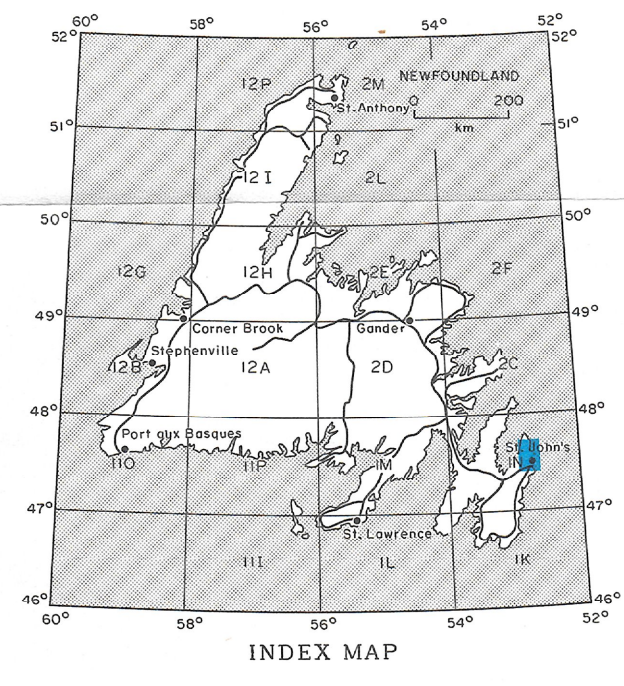 60° 58° 56° 54° 52°
52° 52°
12P 2M NEWFOUNDLAND
St. Anthony 0 200
km
51° 51°
12 I 2L
50° 50°
12G 12H 2E 2F
49° 49°
Corner Brook Gander
Stephenville
12B 12A 2D 2C
48° 48°
Port aux Basques St. John's
11O 11P 1M 1N
47° 47°
St. Lawrence
11I 1L 1K
46° 46°
60° 58° 56° 54° 52°
INDEX MAP